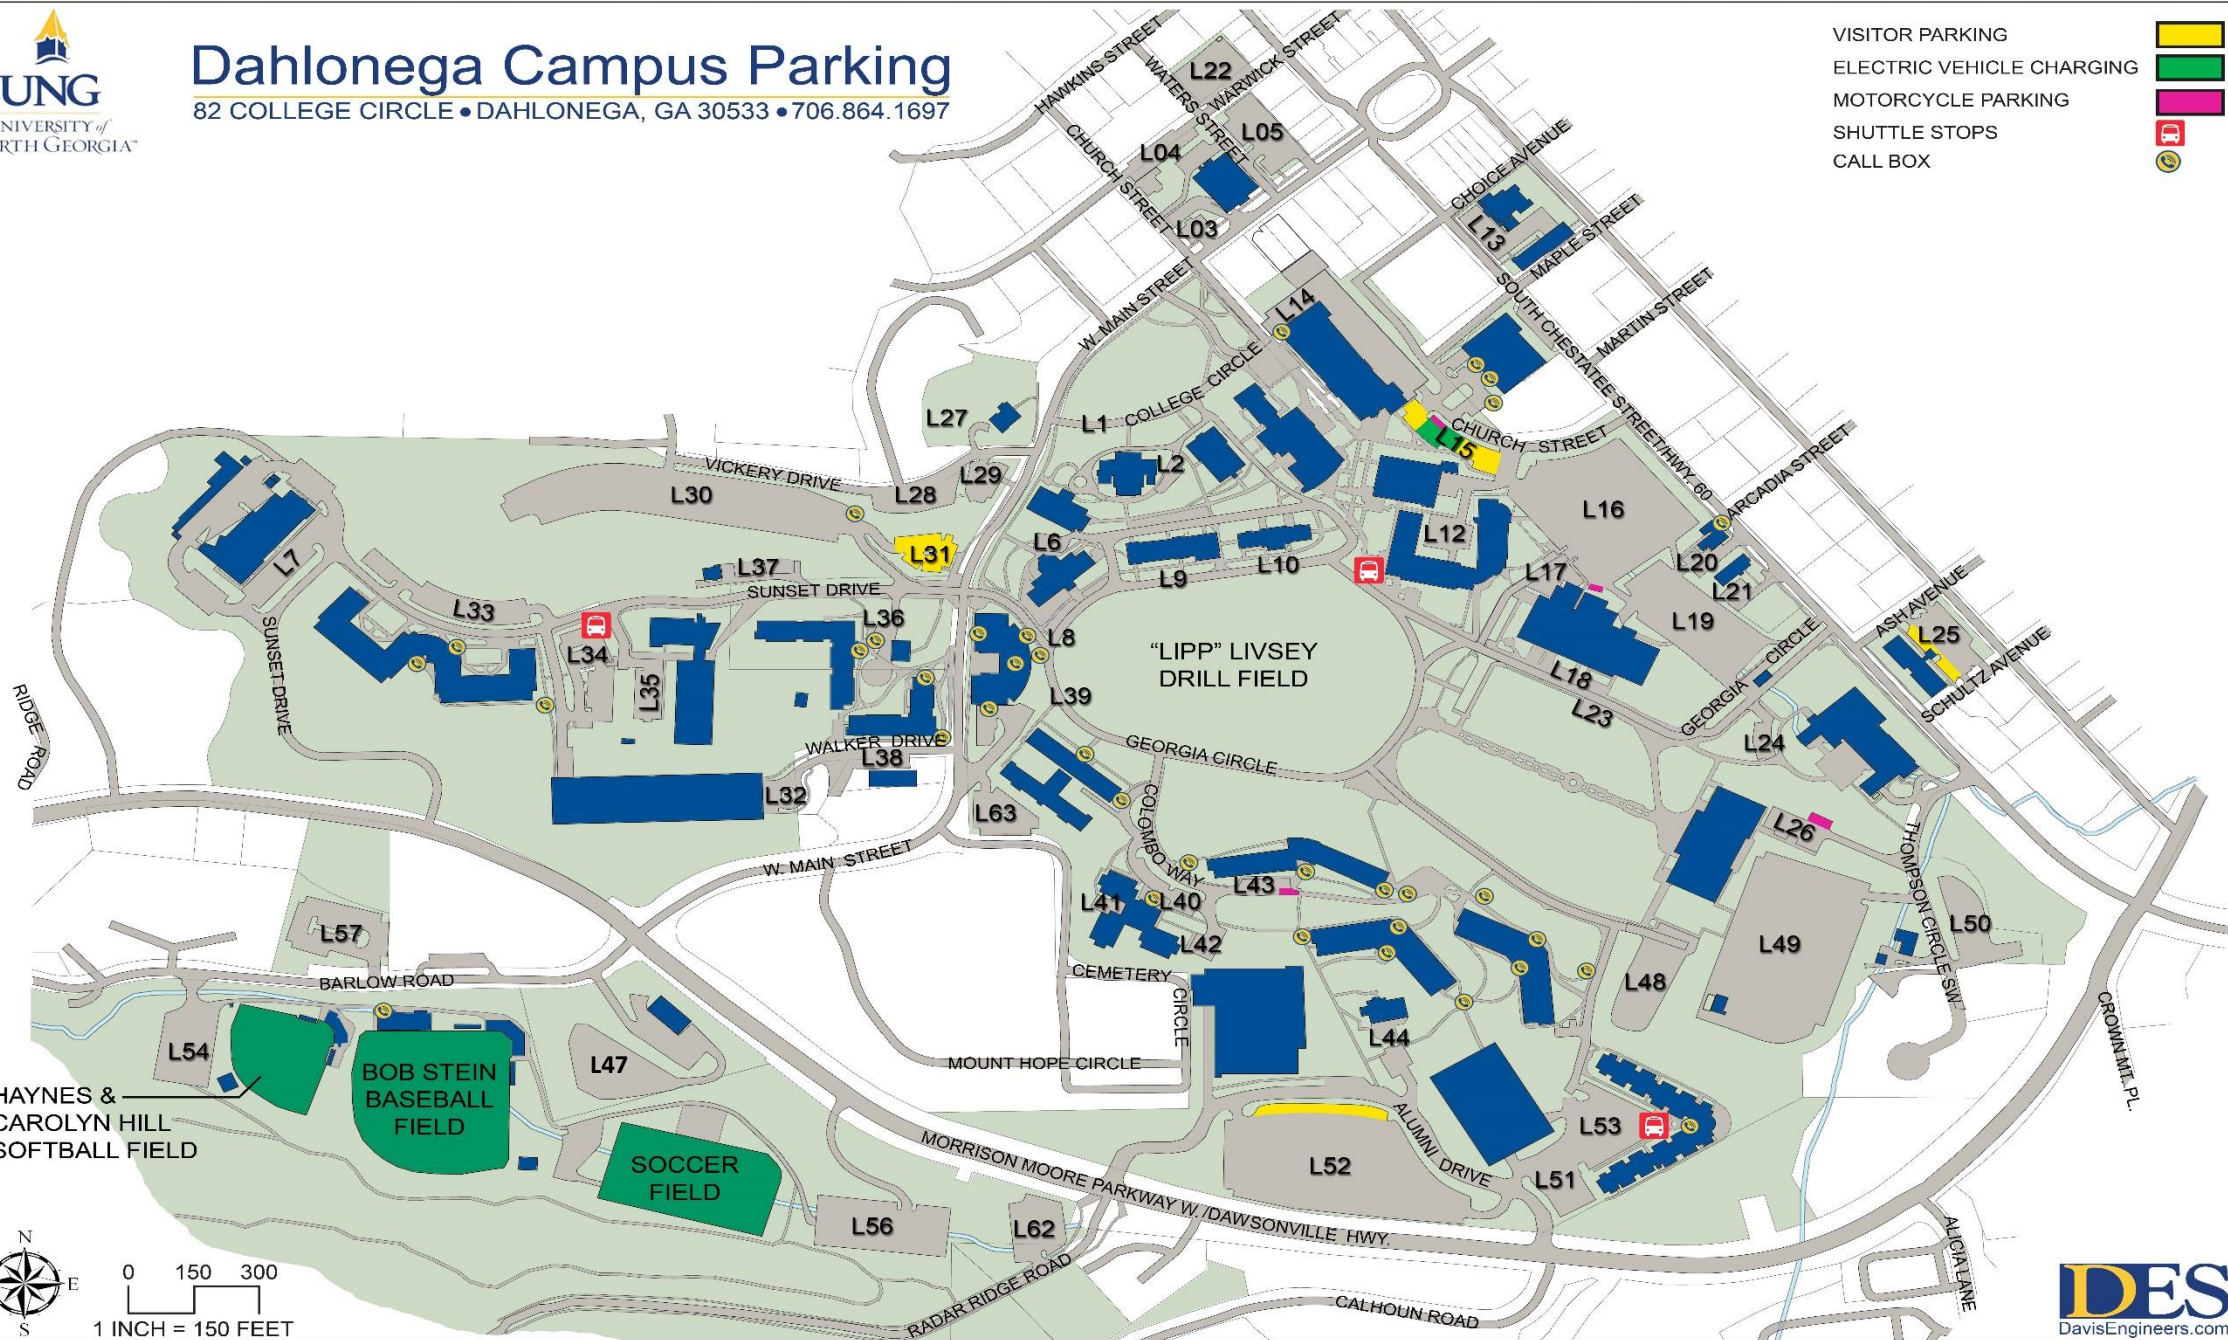 UNG
NIVERSITY of
RTH GEORGIA™
Dahlonega Campus Parking
82 COLLEGE CIRCLE • DAHLONEGA, GA 30533 • 706.864.1697
VISITOR PARKING
ELECTRIC VEHICLE CHARGING
MOTORCYCLE PARKING
SHUTTLE STOPS
CALL BOX
HAWKINS STREET
WATERS STREET
WARWICK STREET
CHURCH STREET
L22
L05
L04
L03
CHOICE AVENUE
L13
MAPLE STREET
MARTIN STREET
SOUTH CHESTATEE STREET/HWY. 60
W. MAIN STREET
L14
COLLEGE CIRCLE
L1
L2
L27
L29
L28
VICKERY DRIVE
L30
L15
CHURCH STREET
L16
ARCADIA STREET
L12
L6
L9
L10
L31
L37
SUNSET DRIVE
L7
L33
L34
L35
L36
L8
L39
"LIPP" LIVSEY
DRILL FIELD
L17
L20
L21
L19
L18
L23
GEORGIA CIRCLE
ASH AVENUE
L25
SCHULTZ AVENUE
L24
SUNSET DRIVE
RIDGE ROAD
WALKER DRIVE
L38
L32
L63
GEORGIA CIRCLE
COLOMBO WAY
W. MAIN STREET
L26
THOMPSON CIRCLE SW
L43
L41
L40
L42
L57
BARLOW ROAD
CEMETERY
CIRCLE
L48
L49
L50
CROWN MT. PL.
L54
HAYNES &
CAROLYN HILL
SOFTBALL FIELD
BOB STEIN
BASEBALL
FIELD
L47
MOUNT HOPE CIRCLE
L44
SOCCER
FIELD
MORRISON MOORE PARKWAY W./DAWSONVILLE HWY.
L52
ALUMNI DRIVE
L53
L51
L56
L62
RADAR RIDGE ROAD
CALHOUN ROAD
ALICIA LANE
N
E
S
0 150 300
1 INCH = 150 FEET
DES
DavisEngineers.com